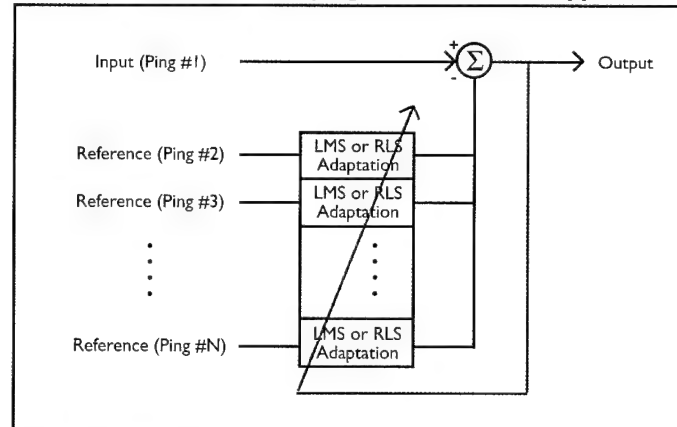 Input (Ping #1)
+
Σ
-
Output
Reference (Ping #2)
LMS or RLS
Adaptation
Reference (Ping #3)
LMS or RLS
Adaptation
Reference (Ping #N)
LMS or RLS
Adaptation